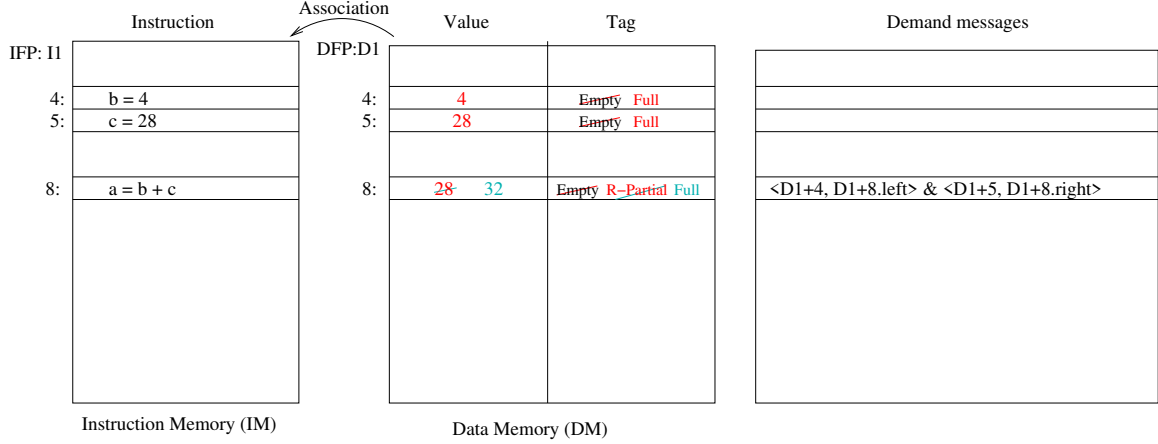 Association
Instruction Value Tag Demand messages
IFP: I1 DFP:D1
4: b = 4 4: 4 Empty Full
5: c = 28 5: 28 Empty Full
8: a = b + c 8: 28 32 Empty R-Partial Full <D1+4, D1+8.left> & <D1+5, D1+8.right>
Instruction Memory (IM) Data Memory (DM)